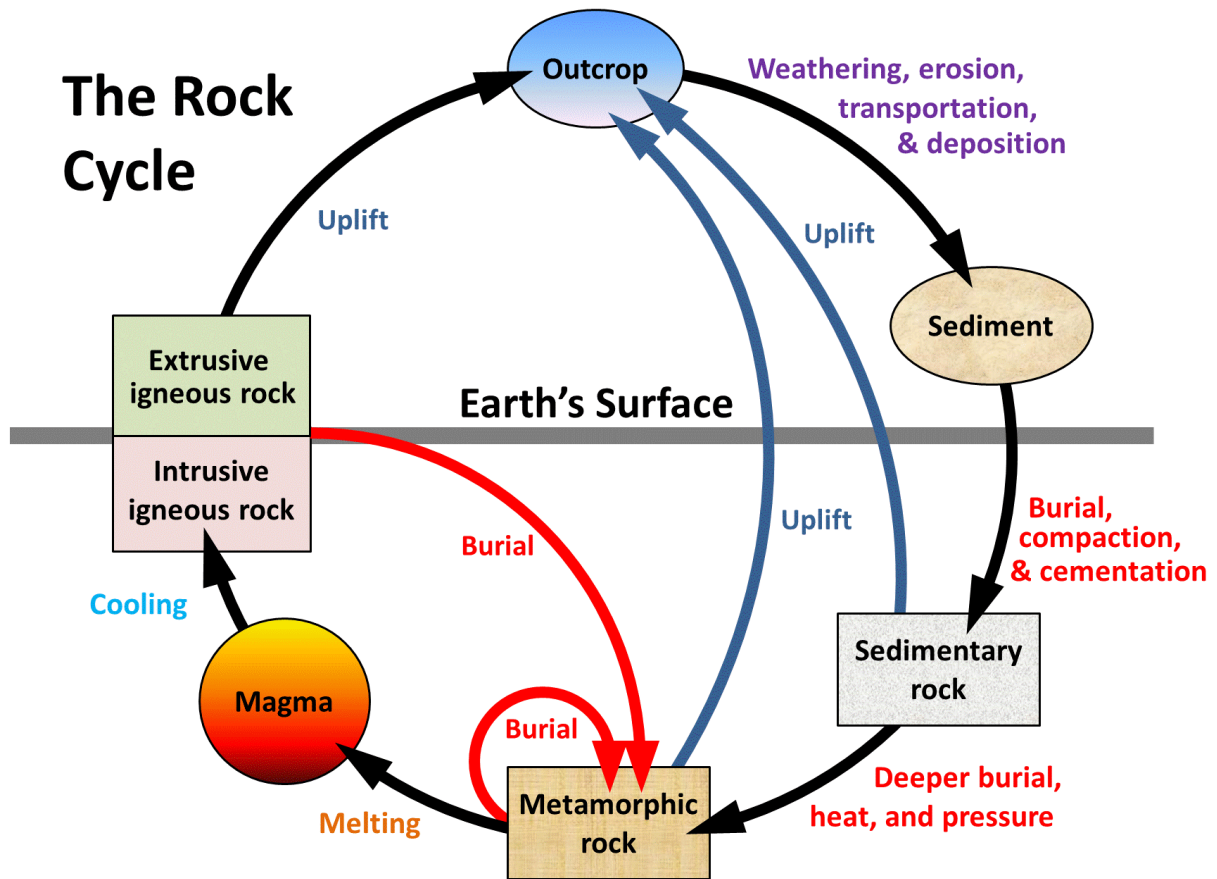 The Rock
Cycle
Outcrop
Weathering, erosion,
transportation,
& deposition
Uplift
Uplift
Sediment
Extrusive
igneous rock
Earth's Surface
Intrusive
igneous rock
Uplift
Burial
Burial,
compaction,
& cementation
Cooling
Sedimentary
rock
Magma
Burial
Deeper burial,
heat, and pressure
Metamorphic
rock
Melting